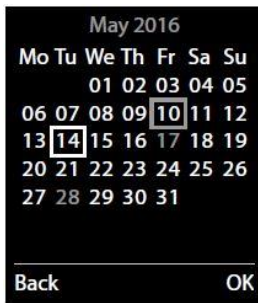 May 2016
Mo Tu We Th Fr Sa Su
01 02 03 04 05
06 07 08 09 10 11 12
13 14 15 16 17 18 19
20 21 22 23 24 25 26
27 28 29 30 31
Back OK